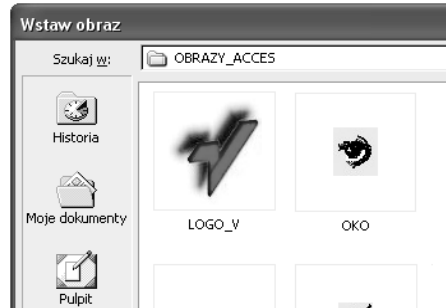 Wstaw obraz
Szukaj w: OBRAZY_ACCES
Historia
Moje dokumenty
Pulpit
LOGO_V OKO